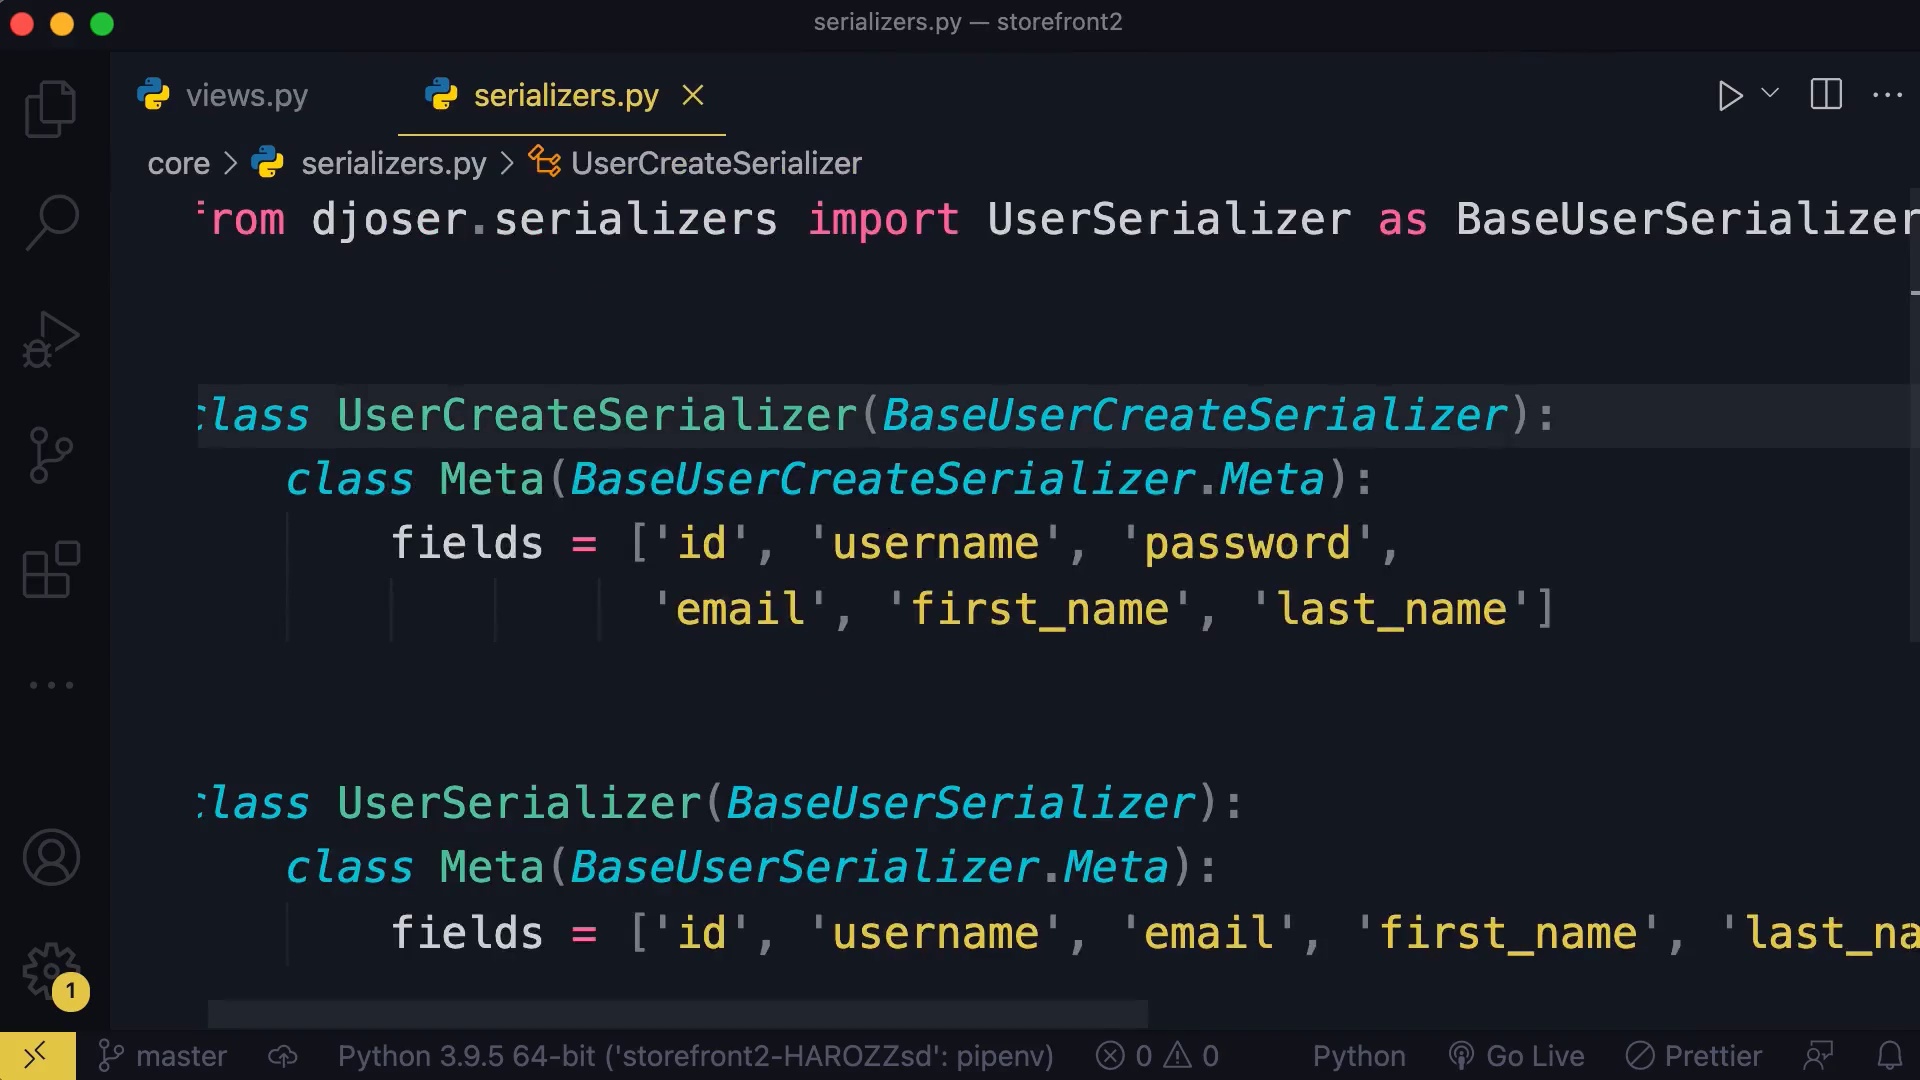 serializers.py — storefront2
views.py serializers.py
core > serializers.py > UserCreateSerializer
from djoser.serializers import UserSerializer as BaseUserSerializer
class UserCreateSerializer(BaseUserCreateSerializer):
class Meta(BaseUserCreateSerializer.Meta):
fields = ['id', 'username', 'password',
'email', 'first_name', 'last_name']
class UserSerializer(BaseUserSerializer):
class Meta(BaseUserSerializer.Meta):
fields = ['id', 'username', 'email', 'first_name', 'last_na
1
master Python 3.9.5 64-bit ('storefront2-HAROZZsd': pipenv) 0 0 Python Go Live Prettier